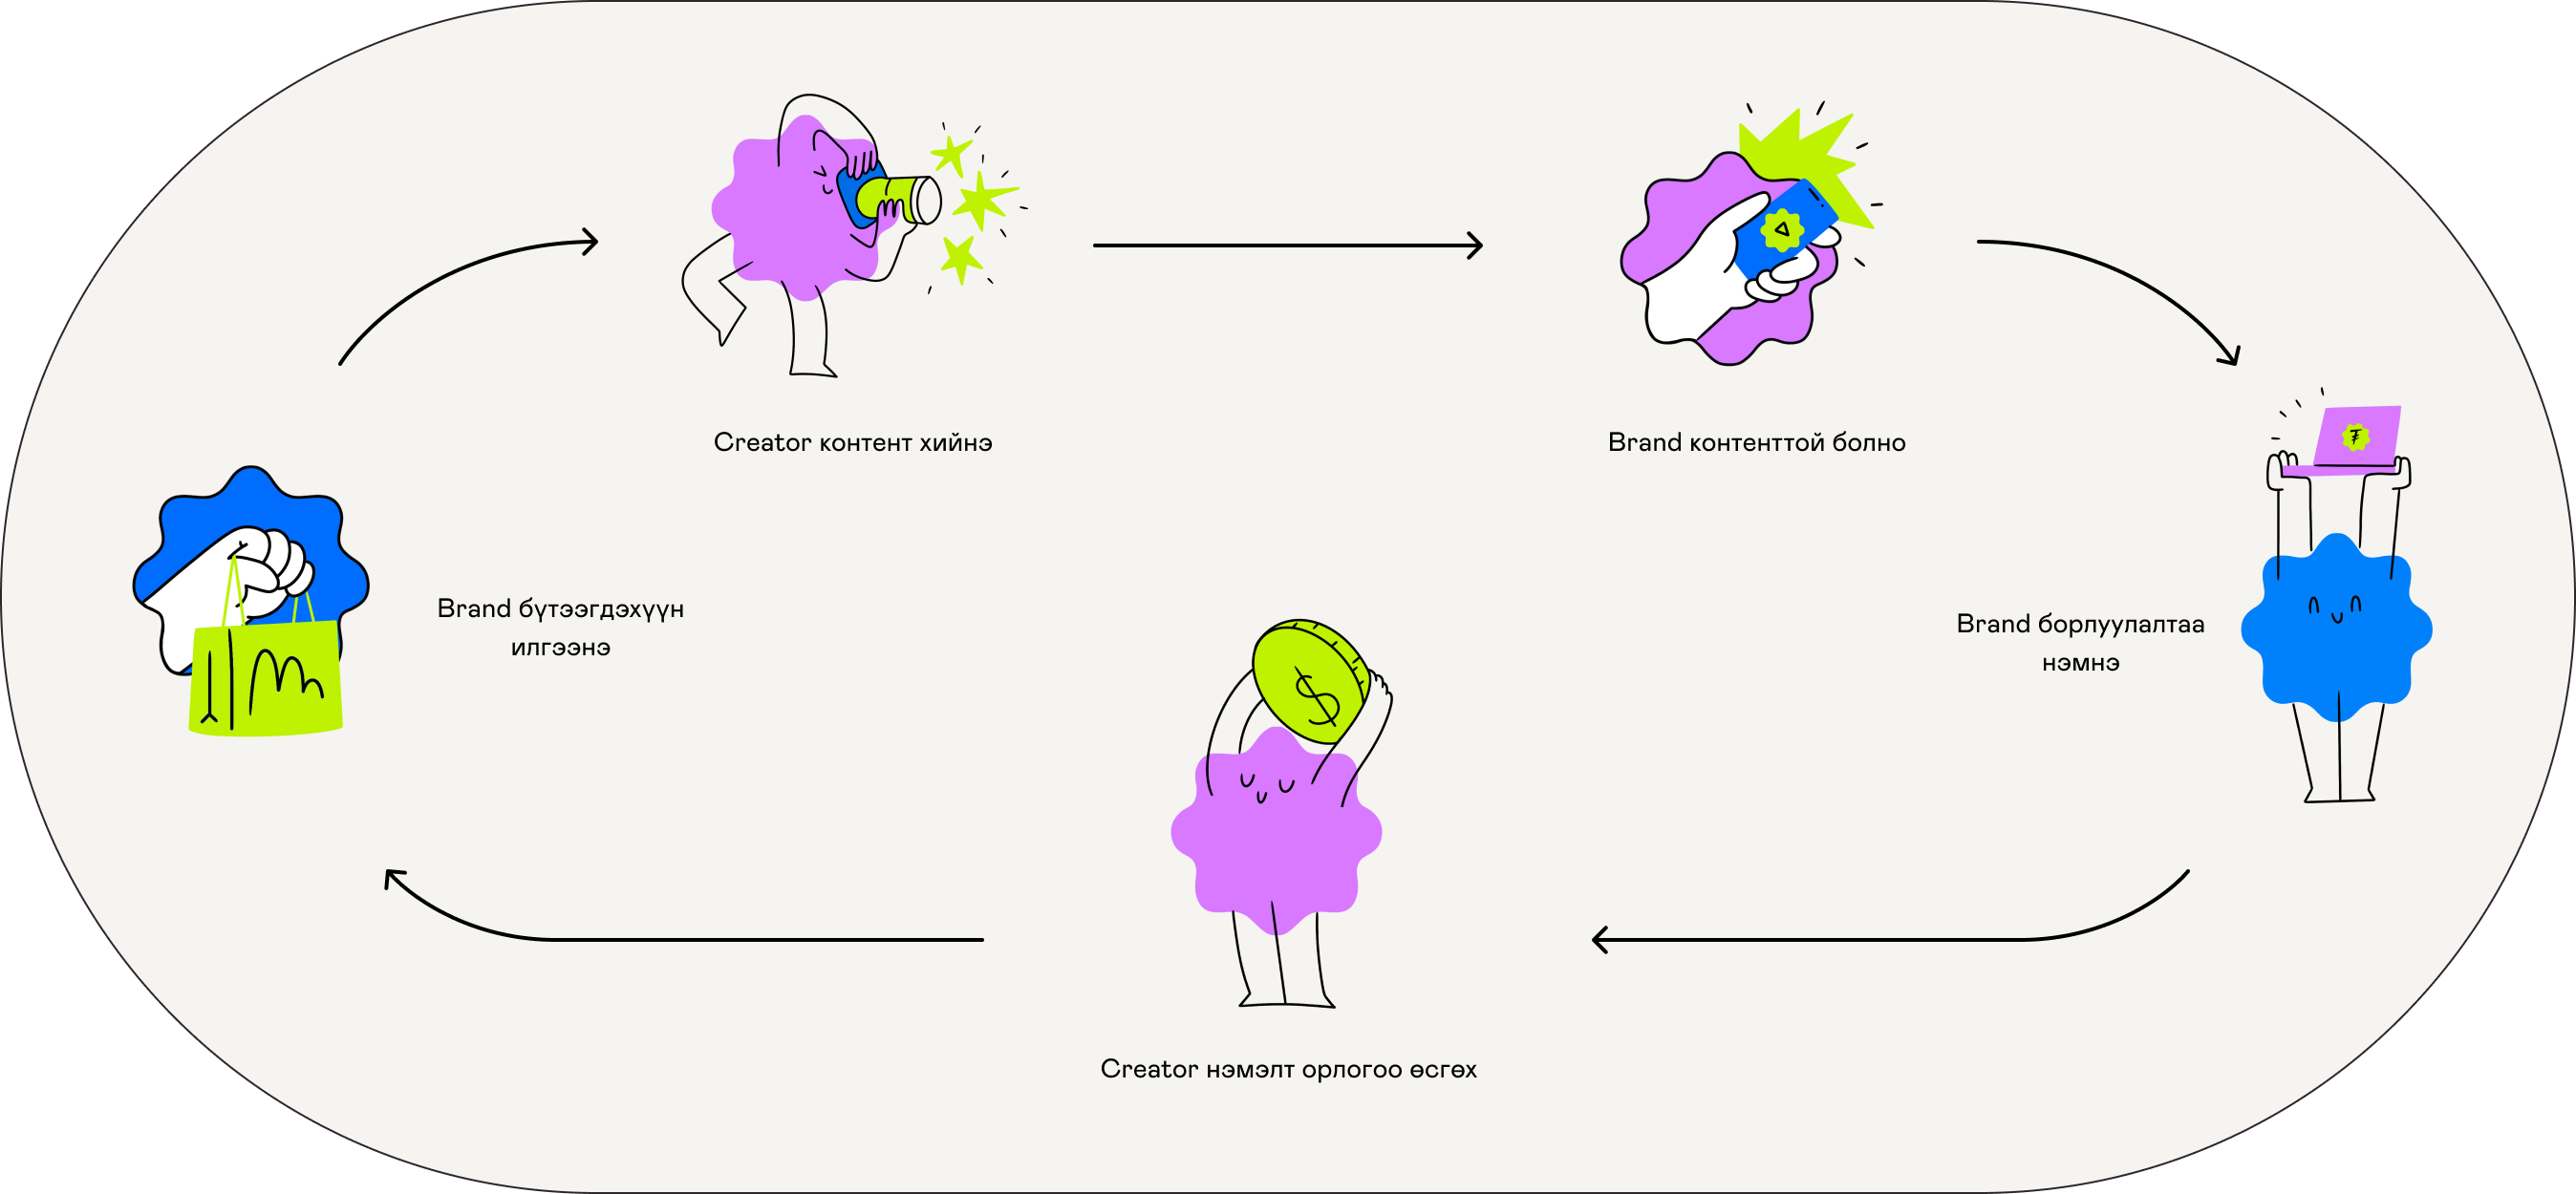 Creator контент хийнэ
Brand контенттой болно
Brand бүтээгдэхүүн
илгээнэ
Brand борлуулалтаа
нэмнэ
₮
$
Creator нэмэлт орлогоо өсгөх